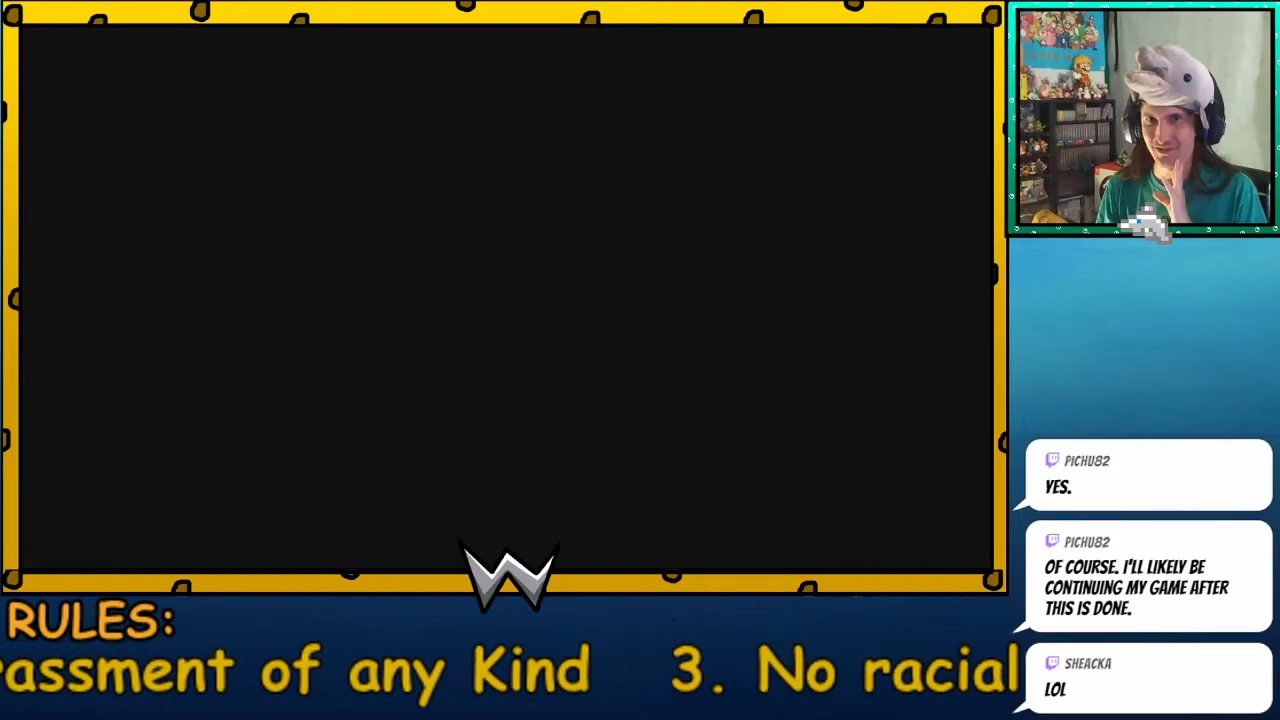 PICHU82
YES.
PICHU82
OF COURSE. I'LL LIKELY BE
CONTINUING MY GAME AFTER
THIS IS DONE.
SHEACKA
LOL
RULES:
rassment of any Kind 3. No racial